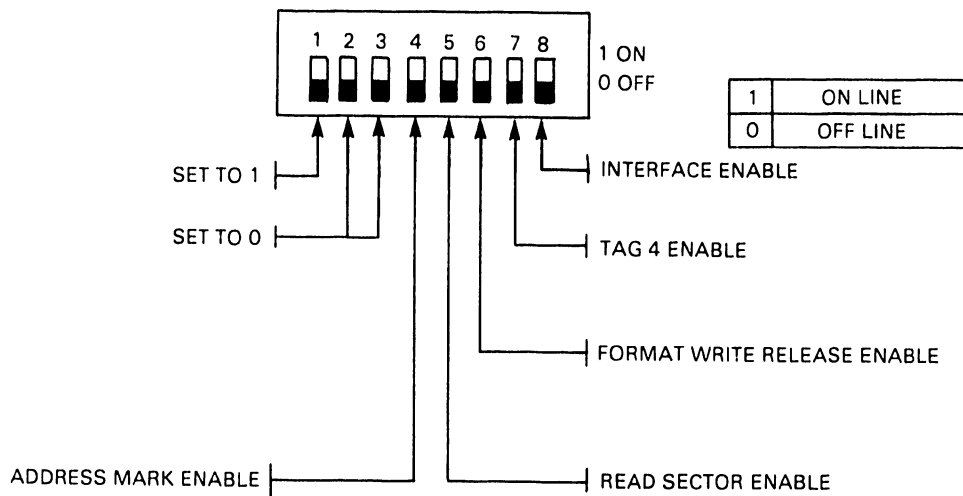 1 2 3 4 5 6 7 8
1 ON
0 OFF
1 ON LINE
0 OFF LINE
SET TO 1
INTERFACE ENABLE
SET TO 0
TAG 4 ENABLE
FORMAT WRITE RELEASE ENABLE
ADDRESS MARK ENABLE
READ SECTOR ENABLE